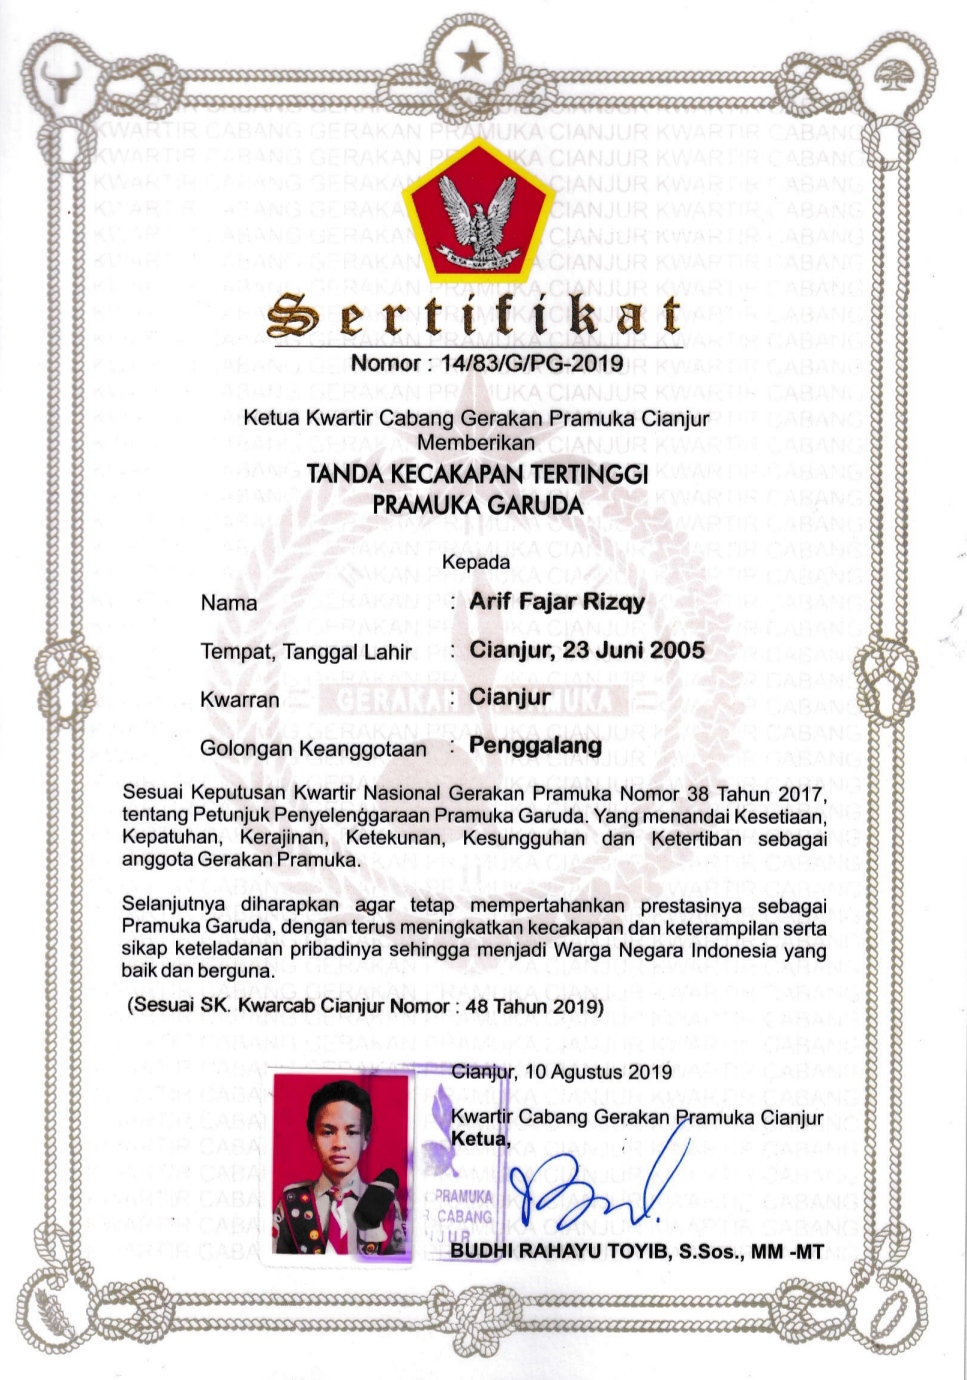 Sertifikat
Nomor : 14/83/G/PG-2019
Ketua Kwartir Cabang Gerakan Pramuka Cianjur
Memberikan
TANDA KECAKAPAN TERTINGGI
PRAMUKA GARUDA
Kepada
Nama : Arif Fajar Rizqy
Tempat, Tanggal Lahir : Cianjur, 23 Juni 2005
Kwarran : Cianjur
GERAKAN PRAMUKA
Golongan Keanggotaan : Penggalang
Sesuai Keputusan Kwartir Nasional Gerakan Pramuka Nomor 38 Tahun 2017,
tentang Petunjuk Penyelenggaraan Pramuka Garuda. Yang menandai Kesetiaan,
Kepatuhan, Kerajinan, Ketekunan, Kesungguhan dan Ketertiban sebagai
anggota Gerakan Pramuka.
Selanjutnya diharapkan agar tetap mempertahankan prestasinya sebagai
Pramuka Garuda, dengan terus meningkatkan kecakapan dan keterampilan serta
sikap keteladanan pribadinya sehingga menjadi Warga Negara Indonesia yang
baik dan berguna.
(Sesuai SK. Kwarcab Cianjur Nomor : 48 Tahun 2019)
Cianjur, 10 Agustus 2019
Kwartir Cabang Gerakan Pramuka Cianjur
Ketua,
PRAMUKA
CABANG
BUDHI RAHAYU TOYIB, S.Sos., MM -MT